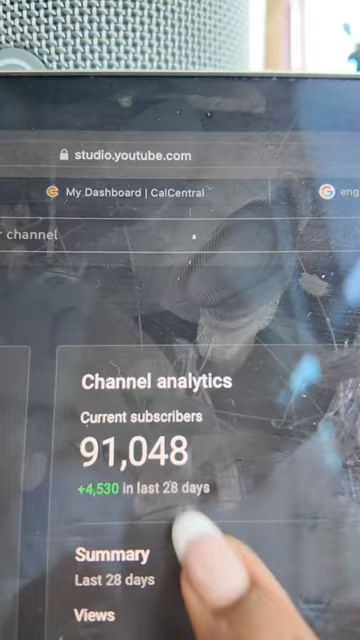 studio.youtube.com
My Dashboard | CalCentral
eng
channel
Channel analytics
Current subscribers
91,048
+4,530 in last 28 days
Summary
Last 28 days
Views